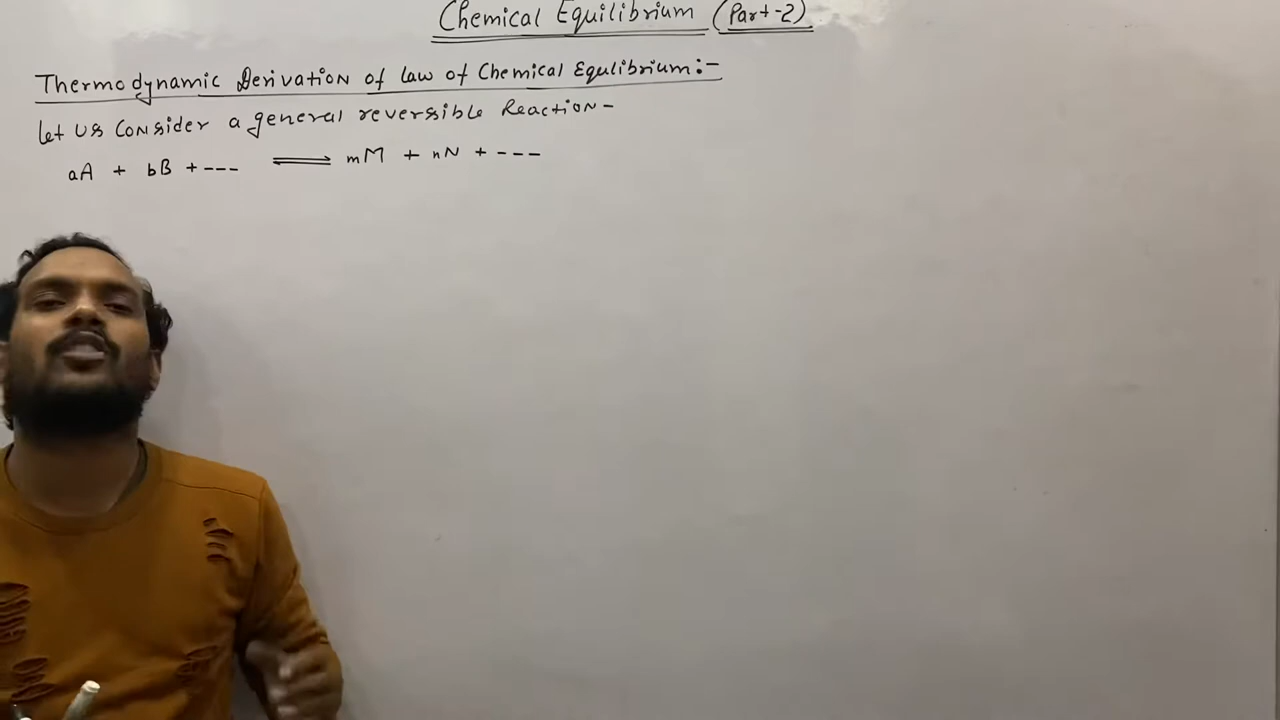 Chemical Equilibrium (Part-2)
Thermodynamic Derivation of law of Chemical Equlibrium:-
Let us Consider a general reversible Reaction-
aA + bB + --- ⇌ mM + nN + ---